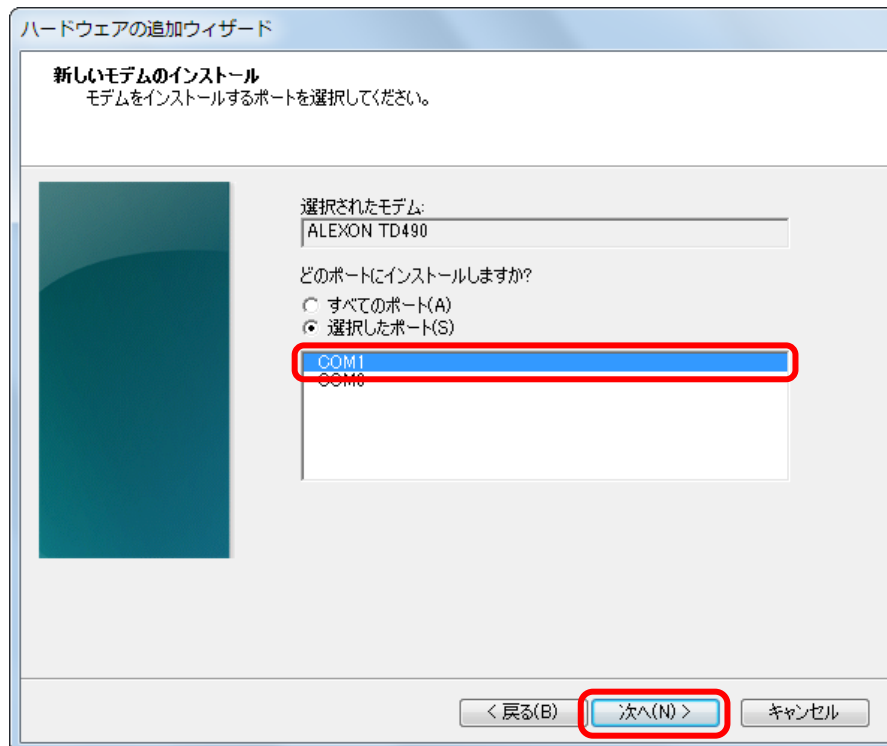 ハードウェアの追加ウィザード
新しいモデムのインストール
モデムをインストールするポートを選択してください。
選択されたモデム:
ALEXON TD490
どのポートにインストールしますか?
すべてのポート(A)
選択したポート(S)
COM1
< 戻る(B)
次へ(N) >
キャンセル